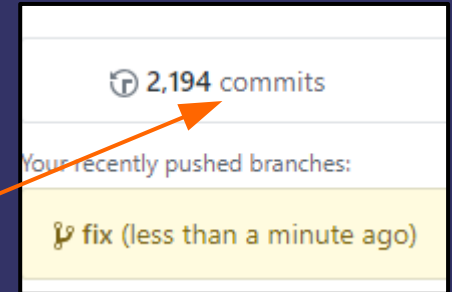 2,194 commits
Your recently pushed branches:
fix (less than a minute ago)